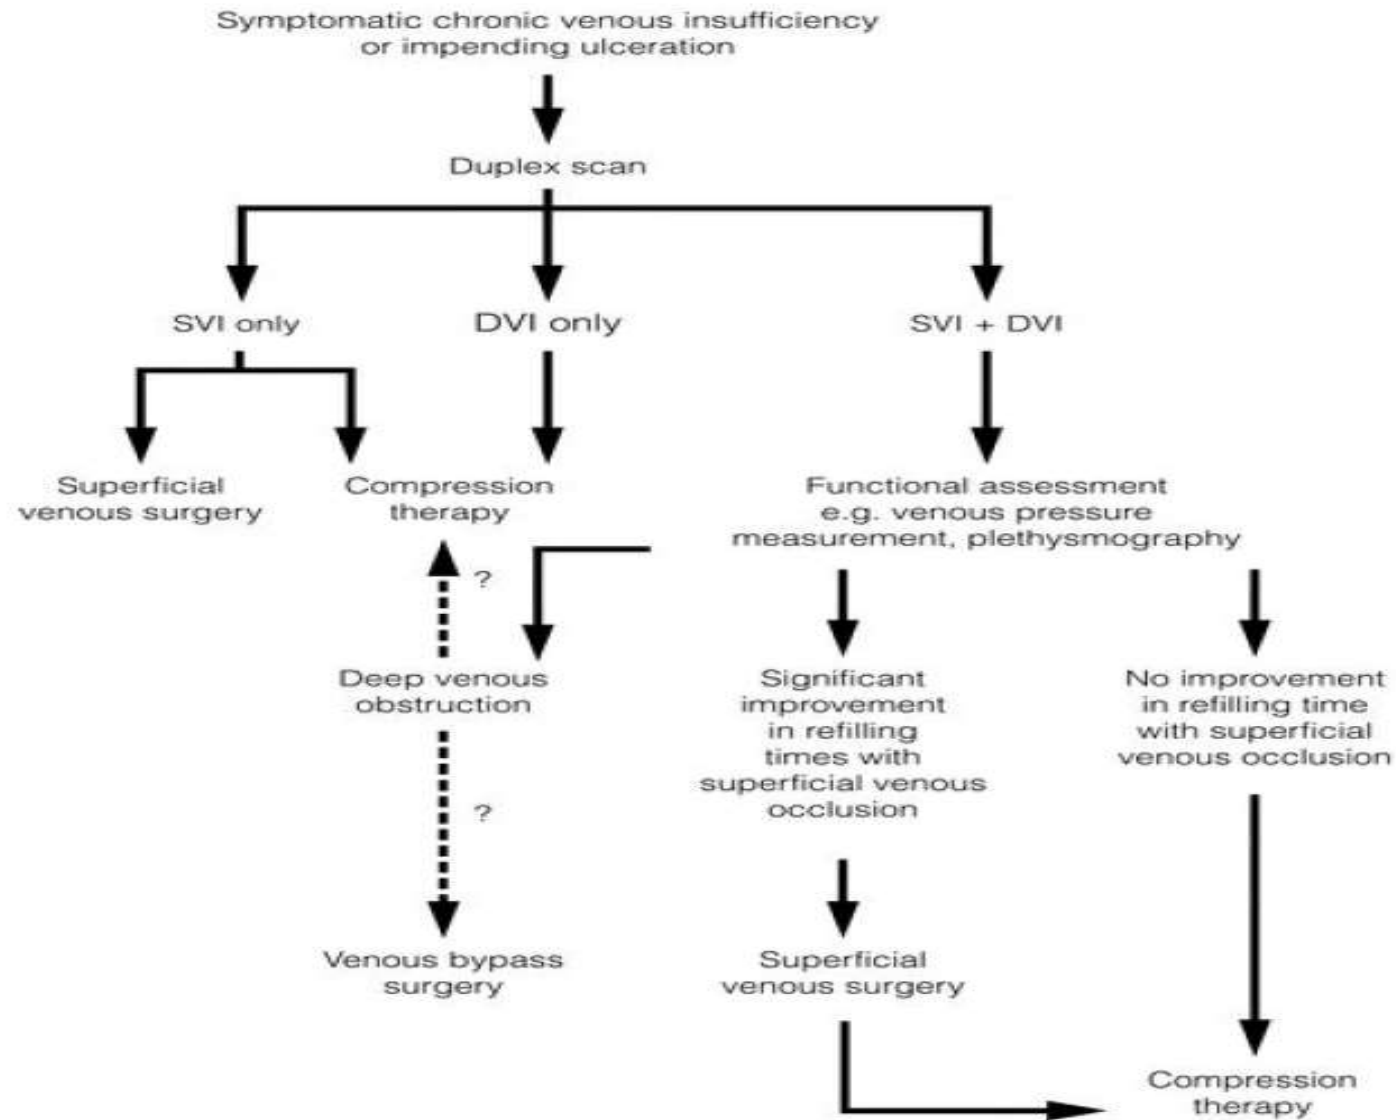 Symptomatic chronic venous insufficiency
or impending ulceration
Duplex scan
SVI only
DVI only
SVI + DVI
Superficial
venous surgery
Compression
therapy
Functional assessment
e.g. venous pressure
measurement, plethysmography
?
Deep venous
obstruction
Significant
improvement
in refilling
times with
superficial venous
occlusion
No improvement
in refilling time
with superficial
venous occlusion
?
Venous bypass
surgery
Superficial
venous surgery
Compression
therapy